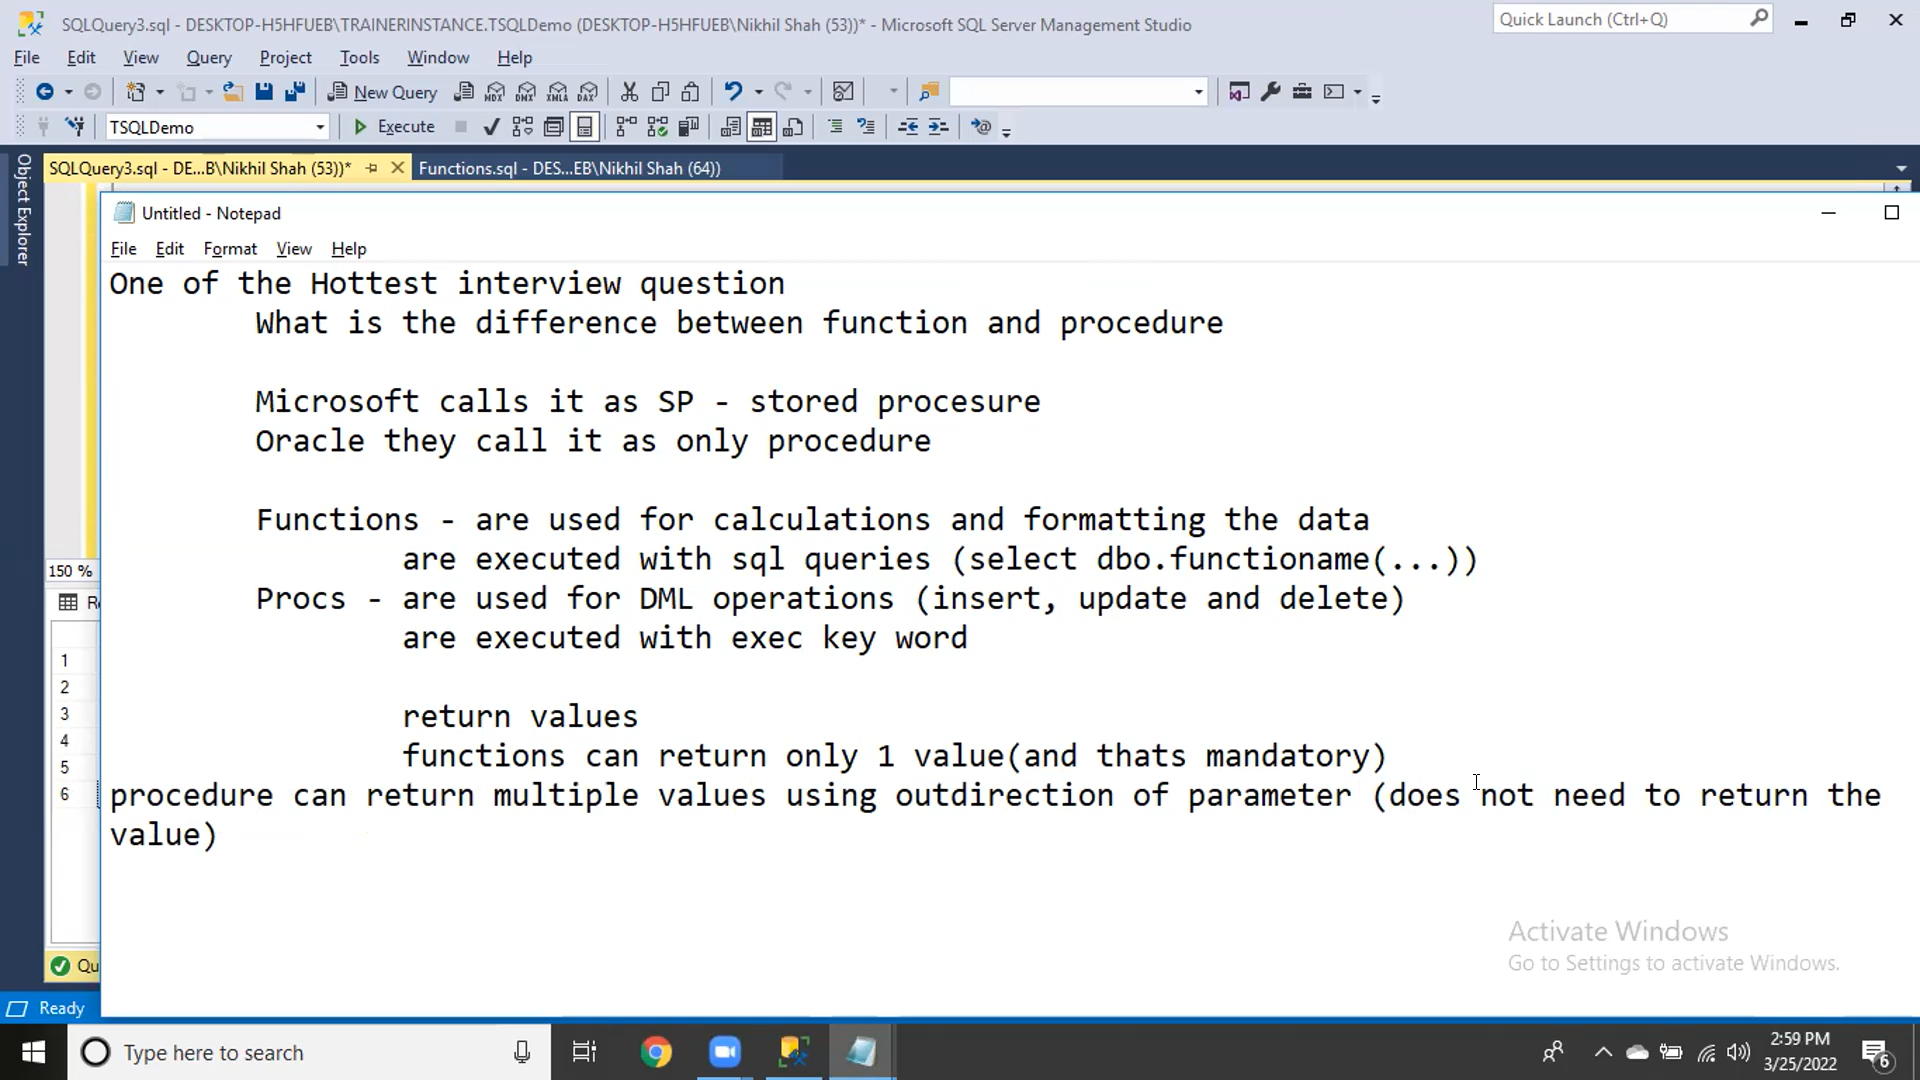 SQLQuery3.sql - DESKTOP-H5HFUEB\TRAINERINSTANCE.TSQLDemo (DESKTOP-H5HFUEB\Nikhil Shah (53))* - Microsoft SQL Server Management Studio
Quick Launch (Ctrl+Q)
File Edit View Query Project Tools Window Help
New Query
MDX DMX XMLA DAX
TSQLDemo
Execute
Object Explorer
SQLQuery3.sql - DE...B\Nikhil Shah (53))*
Functions.sql - DES...EB\Nikhil Shah (64))
Untitled - Notepad
File Edit Format View Help
One of the Hottest interview question
What is the difference between function and procedure
Microsoft calls it as SP - stored procesure
Oracle they call it as only procedure
Functions - are used for calculations and formatting the data
are executed with sql queries (select dbo.functioname(...))
Procs - are used for DML operations (insert, update and delete)
are executed with exec key word
return values
functions can return only 1 value(and thats mandatory)
procedure can return multiple values using outdirection of parameter (does not need to return the
value)
150 %
Re
1
2
3
4
5
6
Qu
Ready
Activate Windows
Go to Settings to activate Windows.
Type here to search
2:59 PM
3/25/2022
6